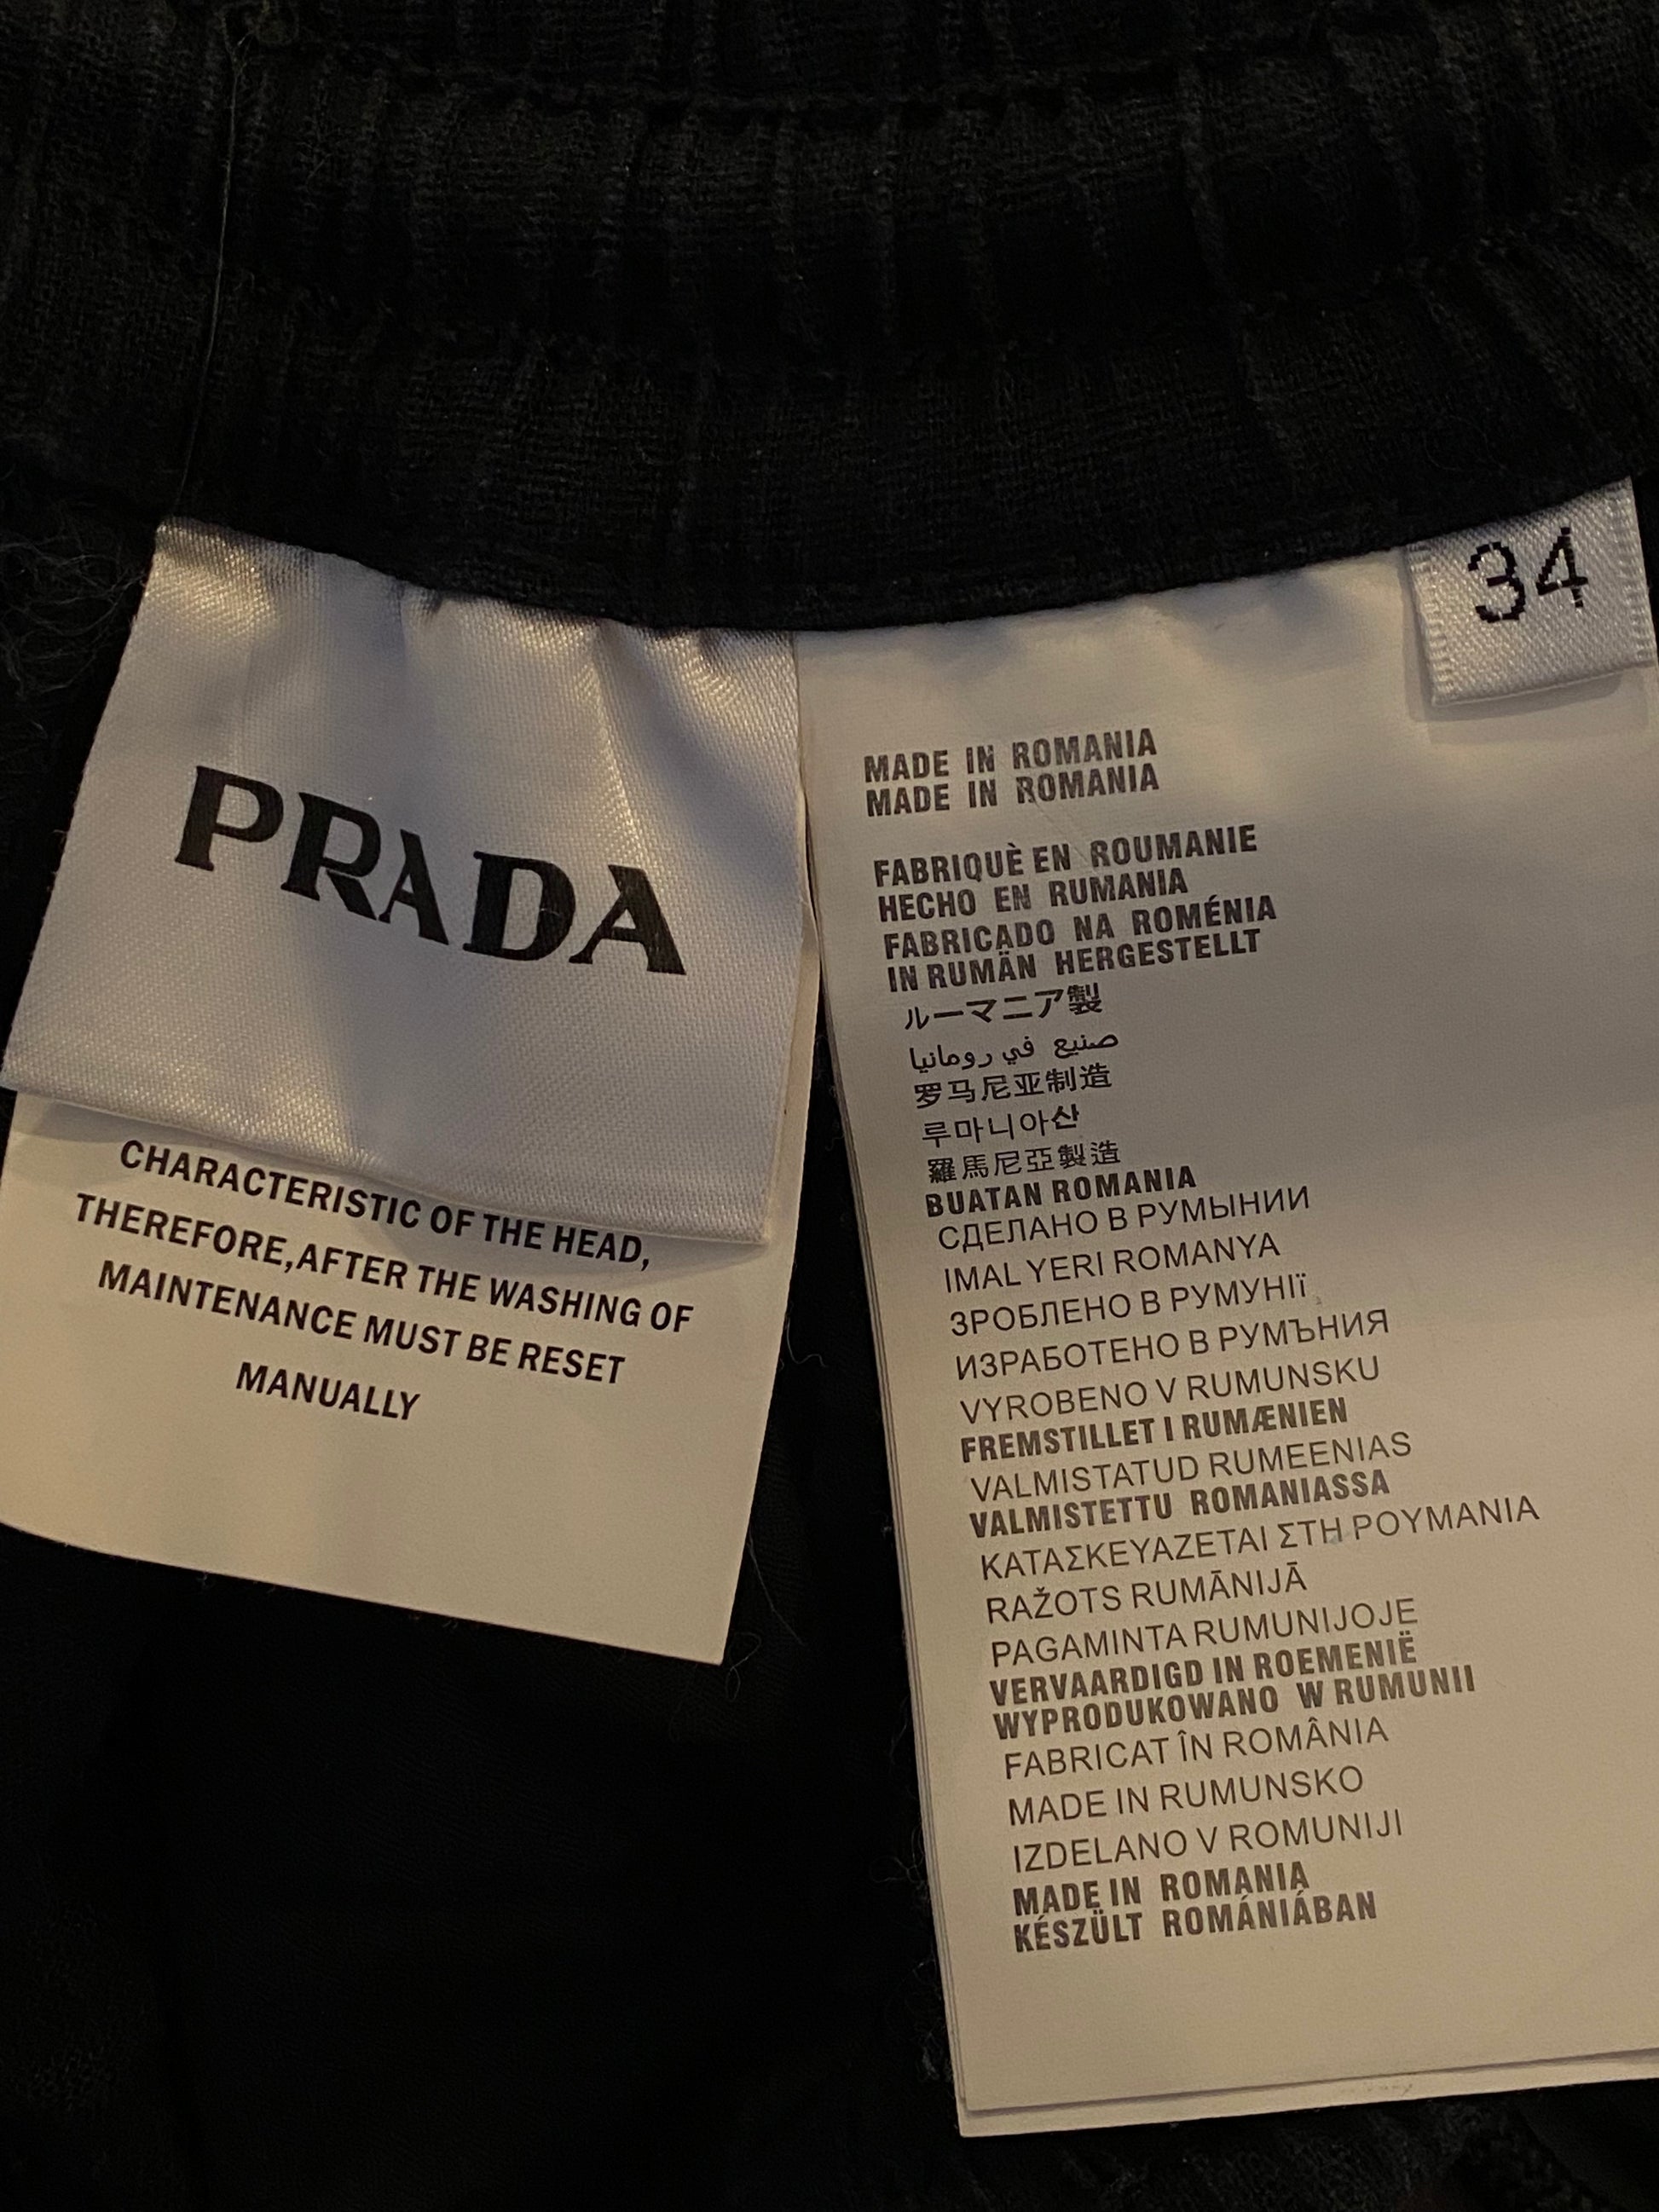 PRADA
CHARACTERISTIC OF THE HEAD,
THEREFORE,AFTER THE WASHING OF
MAINTENANCE MUST BE RESET
MANUALLY
34
MADE IN ROMANIA
MADE IN ROMANIA
FABRIQUÈ EN ROUMANIE
HECHO EN RUMANIA
FABRICADO NA ROMÉNIA
IN RUMÄN HERGESTELLT
ルーマニア製
صنيع في رومانيا
罗马尼亚制造
루마니아산
羅馬尼亞製造
BUATAN ROMANIA
СДЕЛАНО В РУМЫНИИ
IMAL YERI ROMANYA
ЗРОБЛЕНО В РУМУНІї
ИЗРАБОТЕНО В РУМЪНИЯ
VYROBENO V RUMUNSKU
FREMSTILLET I RUMÆNIEN
VALMISTATUD RUMEENIAS
VALMISTETTU ROMANIASSA
ΚΑΤΑΣΚΕΥΑΖΕΤΑΙ ΣΤΗ ΡΟΥΜΑΝΙΑ
RAŽOTS RUMĀNIJĀ
PAGAMINTA RUMUNIJOJE
VERVAARDIGD IN ROEMENIË
WYPRODUKOWANO W RUMUNII
FABRICAT ÎN ROMÂNIA
MADE IN RUMUNSKO
IZDELANO V ROMUNIJI
MADE IN ROMANIA
KÉSZÜLT ROMÁNIÁBAN